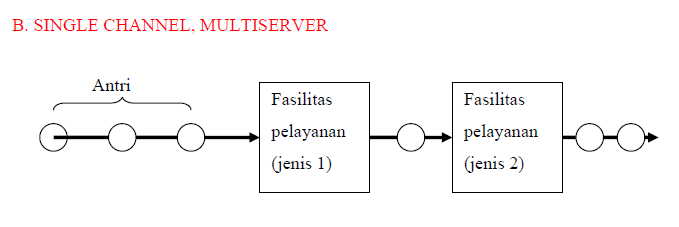 B. SINGLE CHANNEL, MULTISERVER
Antri
Fasilitas
pelayanan
(jenis 1)
Fasilitas
pelayanan
(jenis 2)